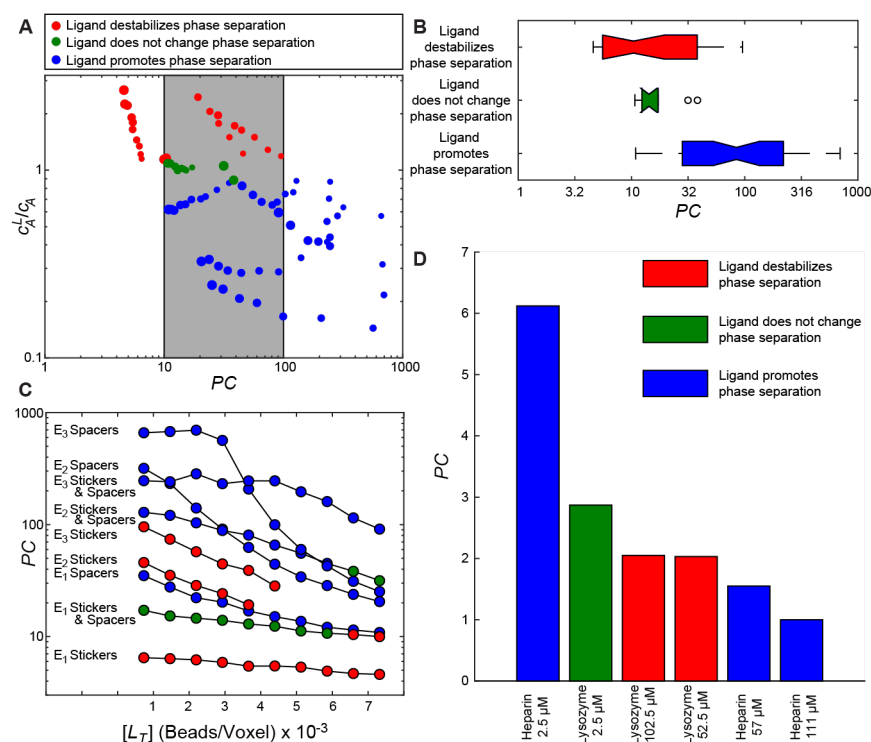 A
Ligand destabilizes phase separation
Ligand does not change phase separation
Ligand promotes phase separation
c_A^L/c_A
1
0.1
1
10
100
1000
PC
B
Ligand
destabilizes
phase separation
Ligand
does not change
phase separation
Ligand
promotes
phase separation
1
3.2
10
32
100
316
1000
PC
C
1000
100
10
PC
E3 Spacers
E2 Spacers
E3 Stickers
& Spacers
E2 Stickers
& Spacers
E3 Stickers
E2 Stickers
E1 Spacers
E1 Stickers
& Spacers
E1 Stickers
1
2
3
4
5
6
7
[L_T] (Beads/Voxel) x 10^-3
D
Ligand destabilizes
phase separation
Ligand does not change
phase separation
Ligand promotes
phase separation
7
6
5
4
3
2
1
0
PC
Heparin
2.5 µM
Lysozyme
2.5 µM
Lysozyme
102.5 µM
Lysozyme
52.5 µM
Heparin
57 µM
Heparin
111 µM